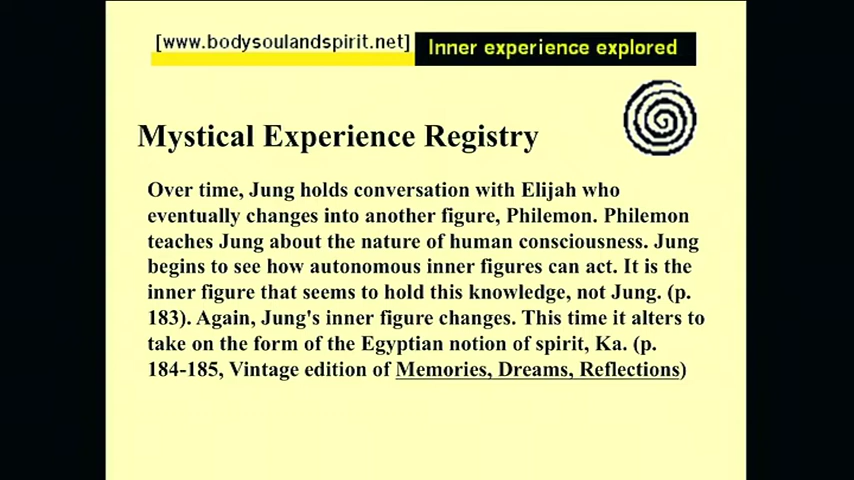 [www.bodysoulandspirit.net] Inner experience explored
Mystical Experience Registry
Over time, Jung holds conversation with Elijah who
eventually changes into another figure, Philemon. Philemon
teaches Jung about the nature of human consciousness. Jung
begins to see how autonomous inner figures can act. It is the
inner figure that seems to hold this knowledge, not Jung. (p.
183). Again, Jung's inner figure changes. This time it alters to
take on the form of the Egyptian notion of spirit, Ka. (p.
184-185, Vintage edition of Memories, Dreams, Reflections)